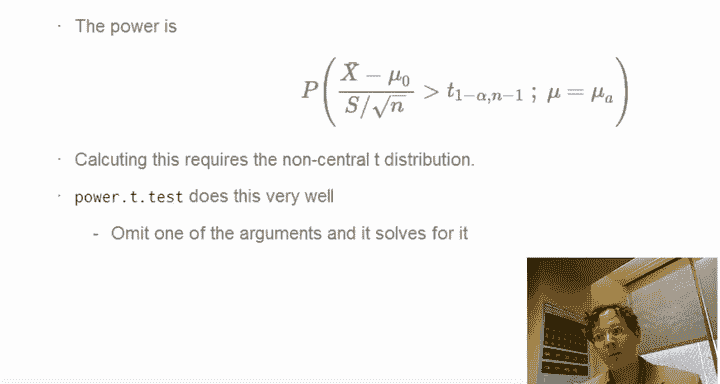 · The power is
P( (X̄ − μ₀) / (S/√n) > t₁₋α,n₋₁ ; μ = μₐ )
· Calcuting this requires the non-central t distribution.
· power.t.test does this very well
- Omit one of the arguments and it solves for it